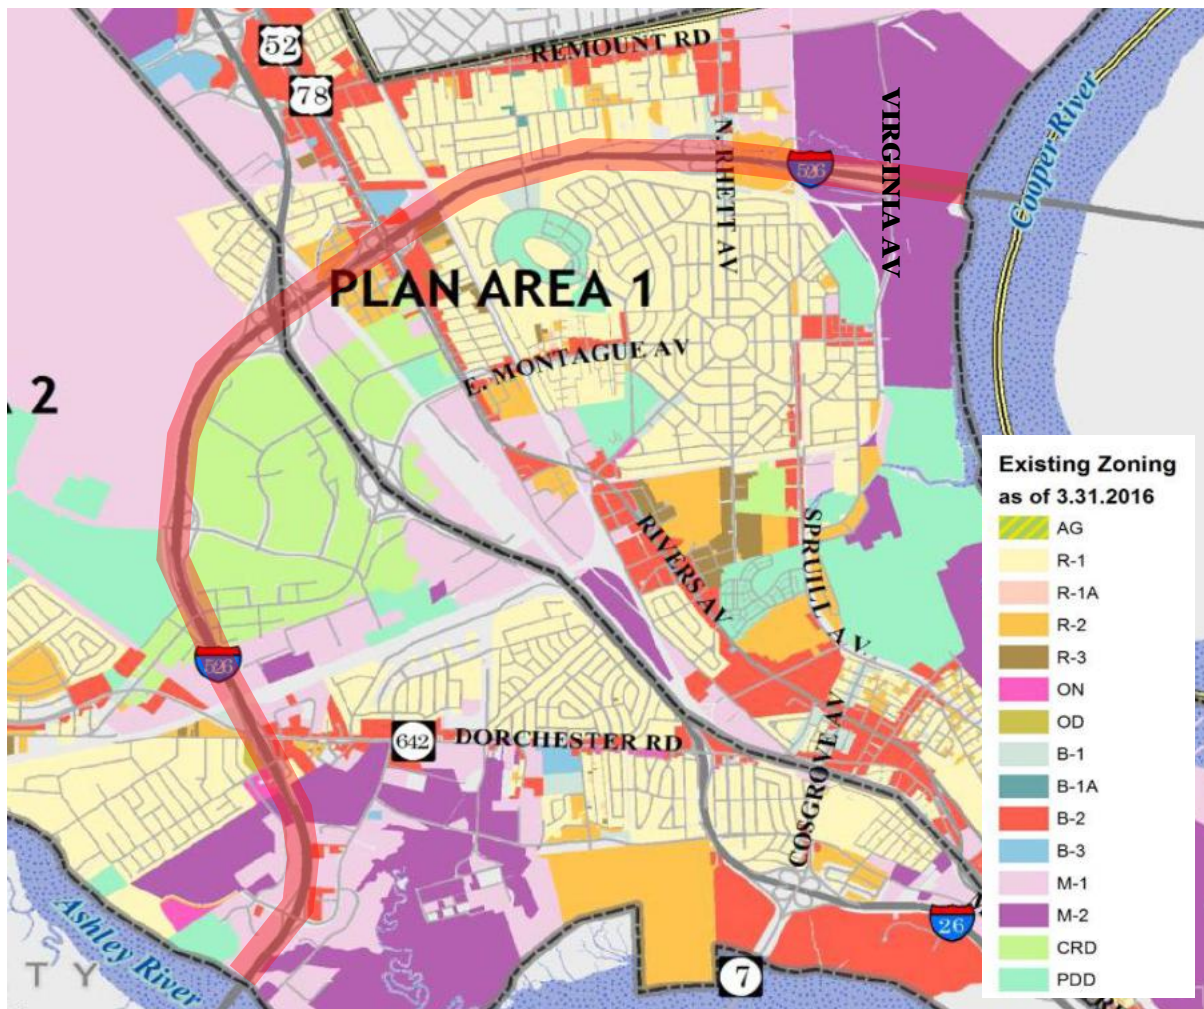 52
REMOUNT RD
78
VIRGINIA AV
Cooper River
N. RHETT AV
526
PLAN AREA 1
E. MONTAGUE AV
2
Existing Zoning
as of 3.31.2016
AG
R-1
R-1A
R-2
R-3
ON
OD
B-1
B-1A
B-2
B-3
M-1
M-2
CRD
PDD
RIVERS AV
SPRUILL AV
526
642
DORCHESTER RD
COSGROVE AV
Ashley River
T Y
26
7